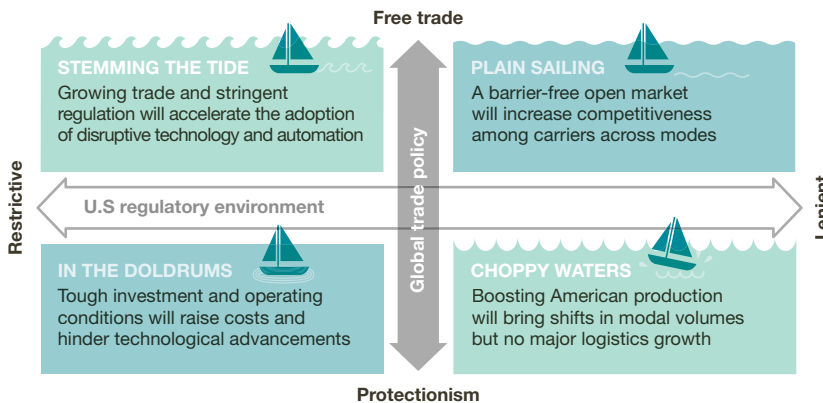 Free trade
STEMMING THE TIDE
Growing trade and stringent
regulation will accelerate the adoption
of disruptive technology and automation
PLAIN SAILING
A barrier-free open market
will increase competitiveness
among carriers across modes
Restrictive
U.S regulatory environment
Global trade policy
Lenient
IN THE DOLDRUMS
Tough investment and operating
conditions will raise costs and
hinder technological advancements
CHOPPY WATERS
Boosting American production
will bring shifts in modal volumes
but no major logistics growth
Protectionism